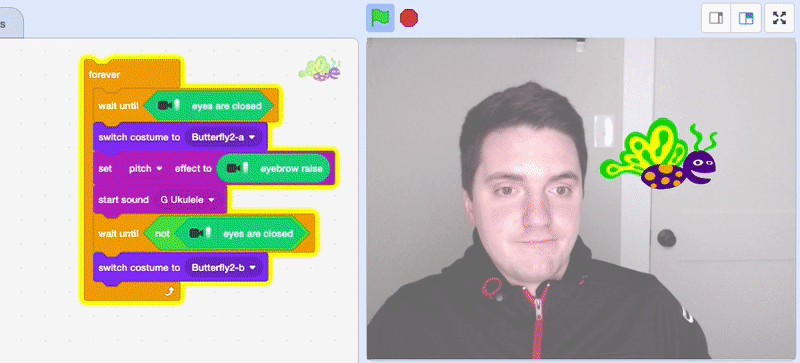 s
forever
wait until eyes are closed
switch costume to Butterfly2-a
set pitch effect to eyebrow raise
start sound G Ukulele
wait until not eyes are closed
switch costume to Butterfly2-b